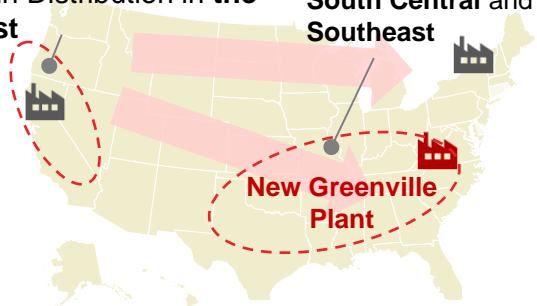 Distribution in the
st
South Central and
Southeast
New Greenville
Plant